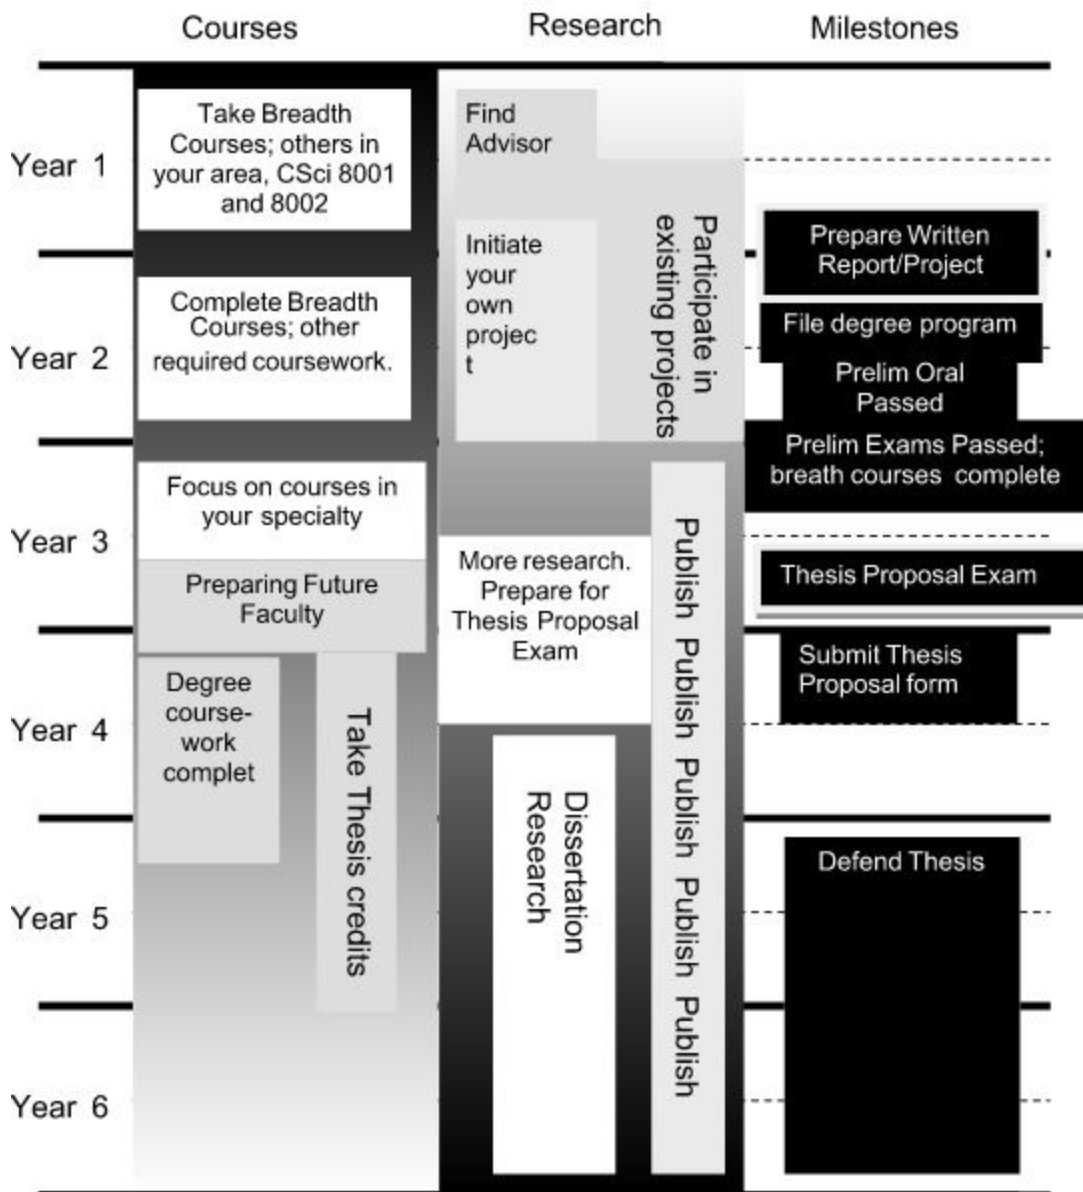 Courses
Research
Milestones
Year 1
Take Breadth
Courses; others in
your area, CSci 8001
and 8002
Find
Advisor
Participate in
existing projects
Prepare Written
Report/Project
Initiate
your
own
projec
t
Year 2
Complete Breadth
Courses; other
required coursework.
File degree program
Prelim Oral
Passed
Prelim Exams Passed;
breath courses complete
Year 3
Focus on courses in
your specialty
Preparing Future
Faculty
More research.
Prepare for
Thesis Proposal
Exam
Publish Publish Publish Publish Publish
Thesis Proposal Exam
Year 4
Degree
course-
work
complet
Take Thesis credits
Submit Thesis
Proposal form
Dissertation
Research
Year 5
Defend Thesis
Year 6